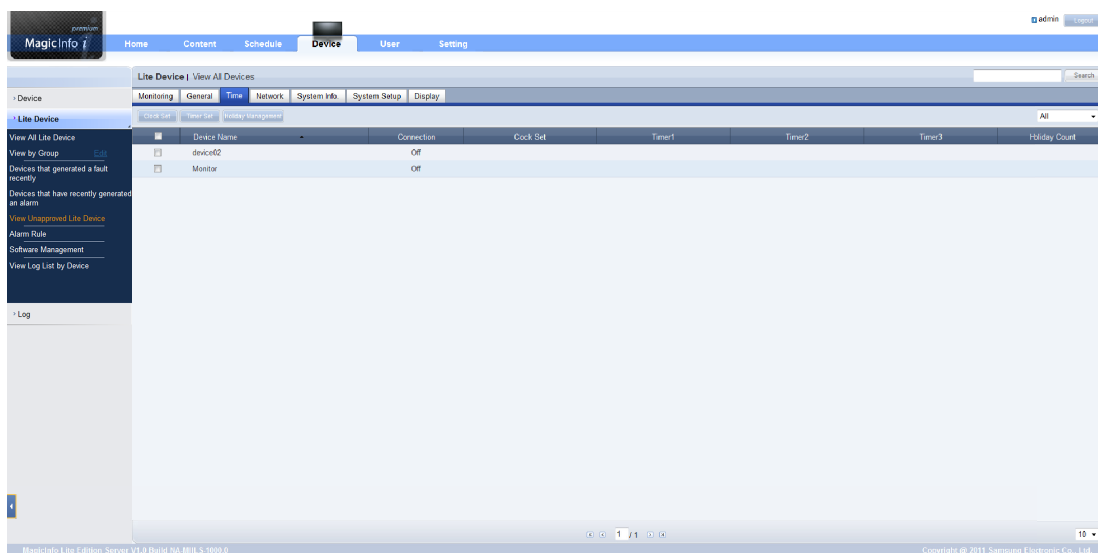 admin Logout
premium
MagicInfo i
Home Content Schedule Device User Setting
Lite Device | View All Devices Search
Device
Monitoring General Time Network System Info. System Setup Display
Lite Device
Clock Set Timer Set Holiday Management All
View All Lite Device
Device Name Connection Cock Set Timer1 Timer2 Timer3 Holiday Count
View by Group Edit
device02 Off
Devices that generated a fault
recently
Monitor Off
Devices that have recently generated
an alarm
View Unapproved Lite Device
Alarm Rule
Software Management
View Log List by Device
Log
1 / 1 10
MagicInfo Lite Edition Server V1.0 Build NA-MIILS-1000.0 Copyright @ 2011 Samsung Electronic Co., Ltd.